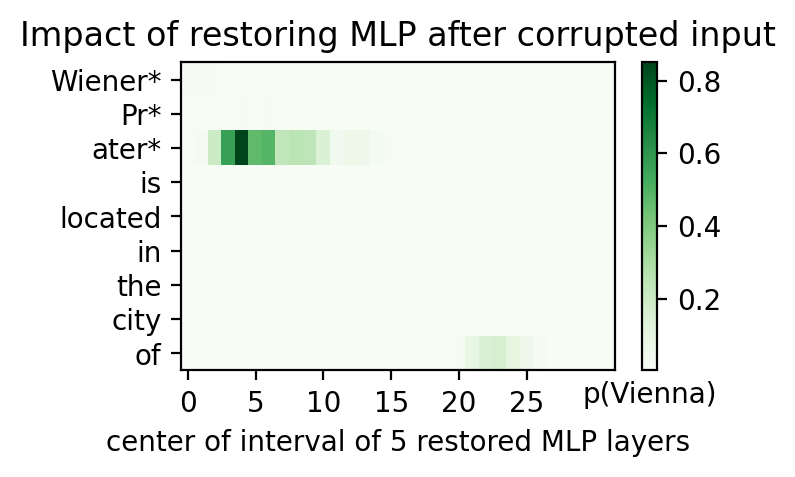 Impact of restoring MLP after corrupted input
Wiener*
Pr*
ater*
is
located
in
the
city
of
0 5 10 15 20 25
center of interval of 5 restored MLP layers
0.8
0.6
0.4
0.2
p(Vienna)